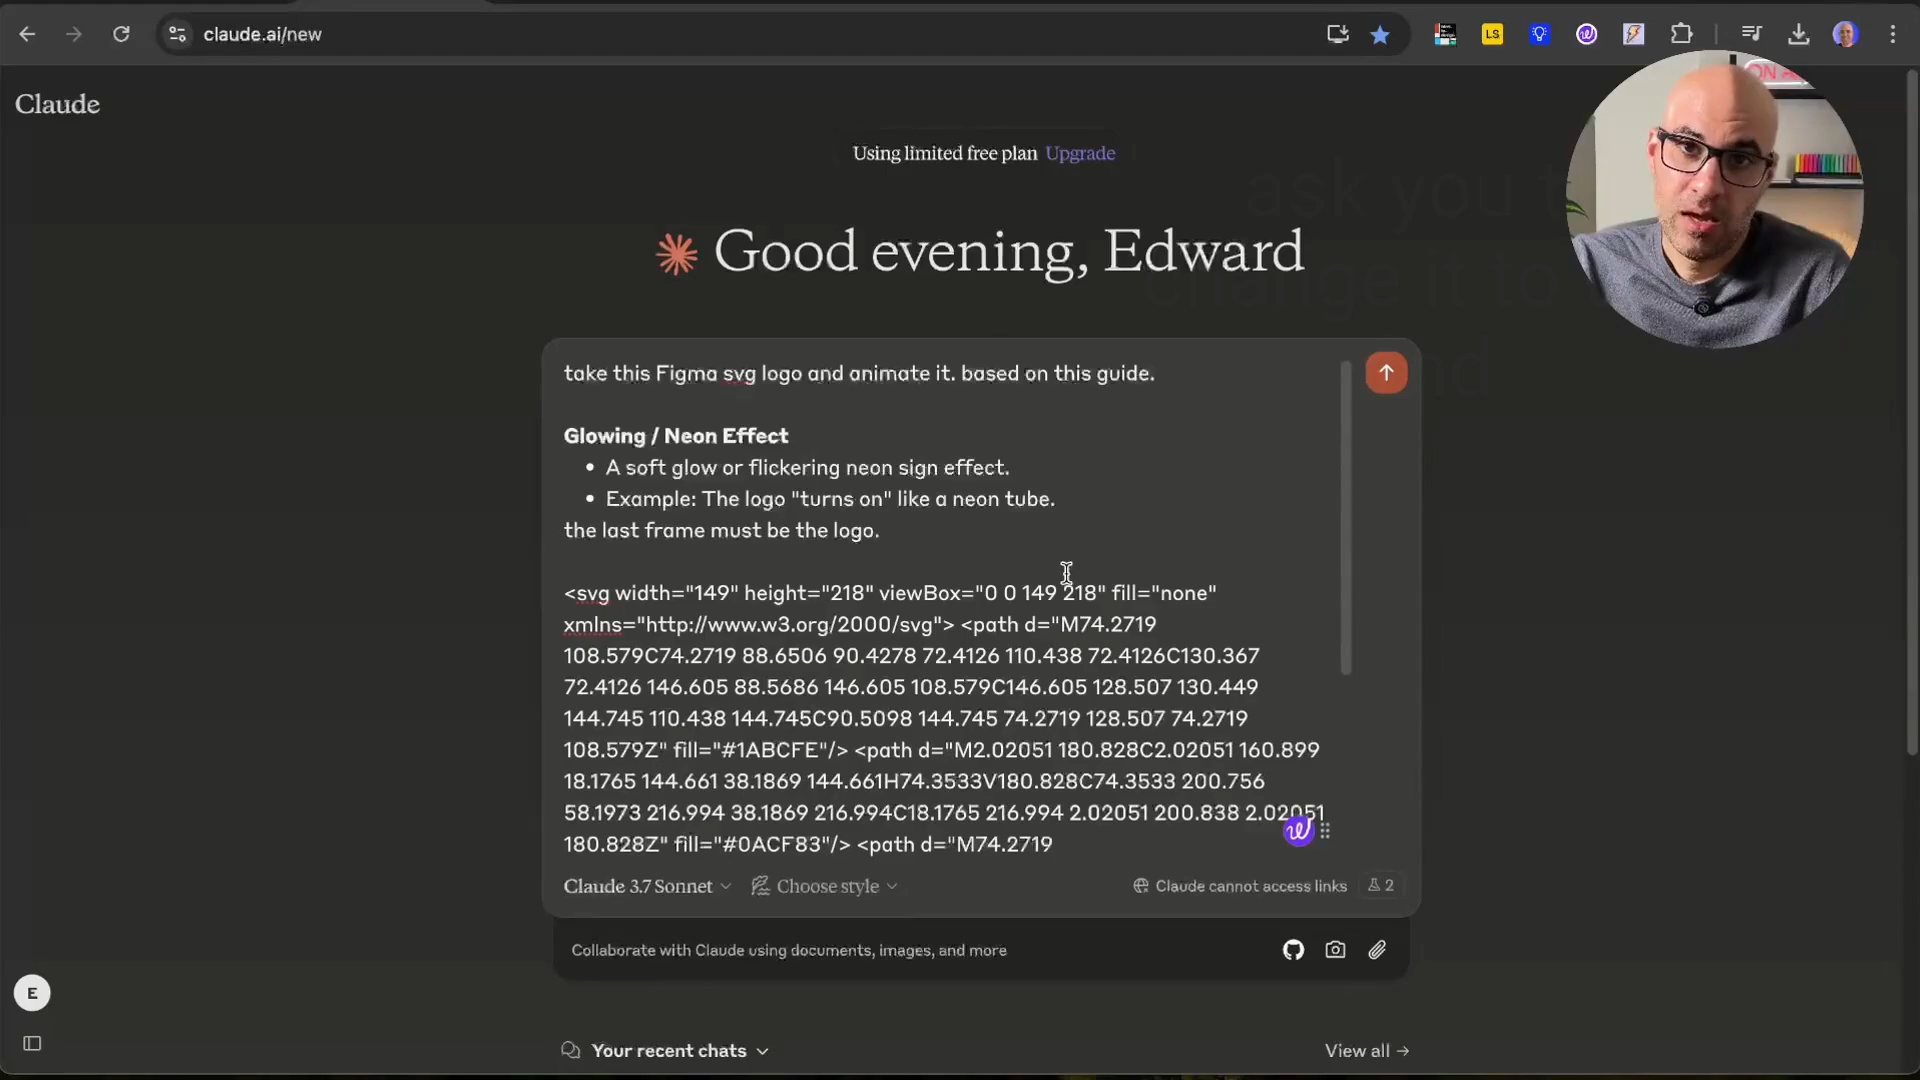 claude.ai/new
LS
ON A
Claude
Using limited free plan Upgrade
ask you t
change it to
nd
Good evening, Edward
take this Figma svg logo and animate it. based on this guide.
Glowing / Neon Effect
• A soft glow or flickering neon sign effect.
• Example: The logo "turns on" like a neon tube.
the last frame must be the logo.
<svg width="149" height="218" viewBox="0 0 149 218" fill="none"
xmlns="http://www.w3.org/2000/svg"> <path d="M74.2719
108.579C74.2719 88.6506 90.4278 72.4126 110.438 72.4126C130.367
72.4126 146.605 88.5686 146.605 108.579C146.605 128.507 130.449
144.745 110.438 144.745C90.5098 144.745 74.2719 128.507 74.2719
108.579Z" fill="#1ABCFE"/> <path d="M2.02051 180.828C2.02051 160.899
18.1765 144.661 38.1869 144.661H74.3533V180.828C74.3533 200.756
58.1973 216.994 38.1869 216.994C18.1765 216.994 2.02051 200.838 2.02051
180.828Z" fill="#0ACF83"/> <path d="M74.2719
Claude 3.7 Sonnet
Choose style
Claude cannot access links
2
Collaborate with Claude using documents, images, and more
E
Your recent chats
View all →